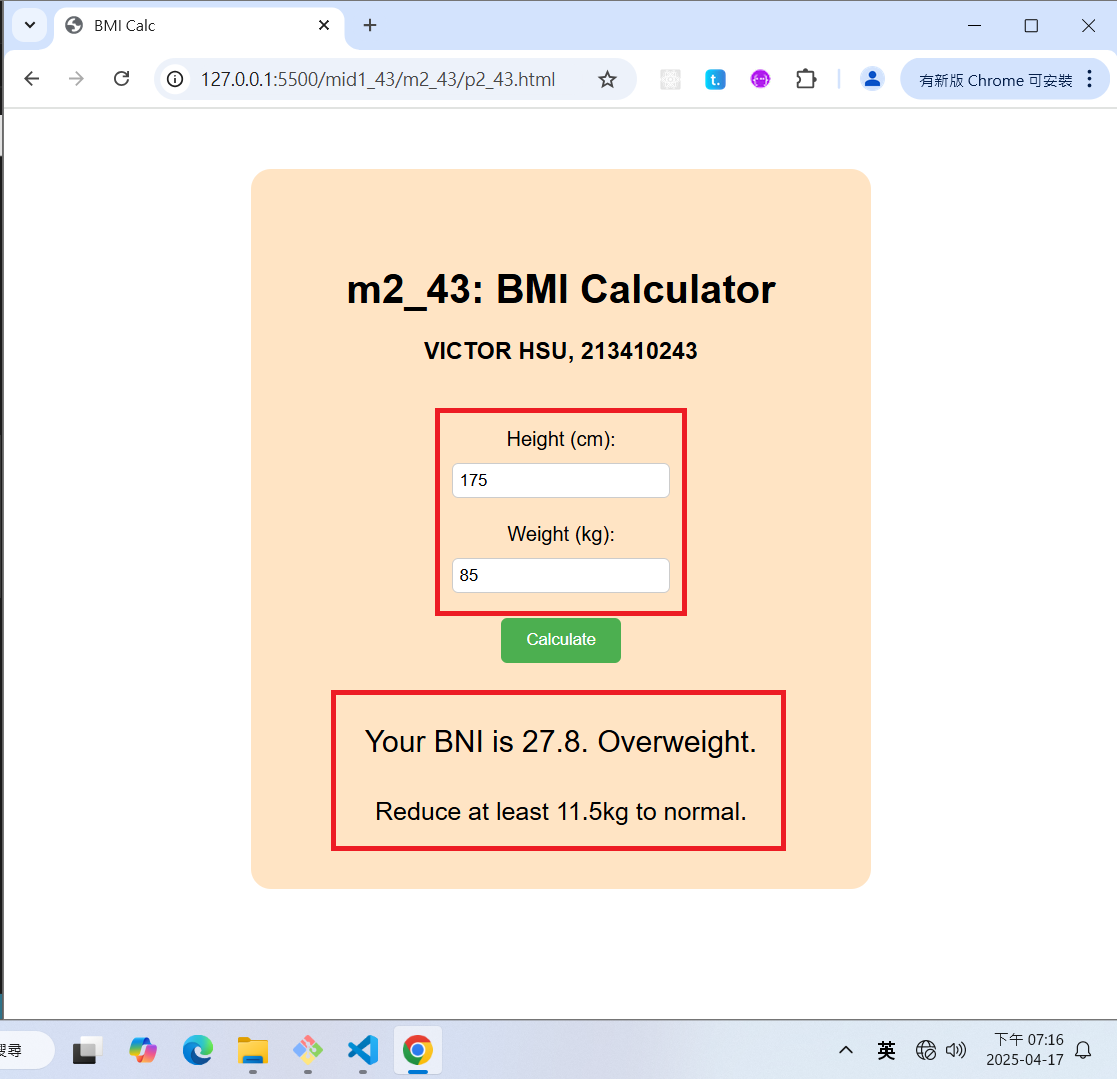 BMI Calc
127.0.0.1:5500/mid1_43/m2_43/p2_43.html
t.
有新版 Chrome 可安裝
m2_43: BMI Calculator
VICTOR HSU, 213410243
Height (cm):
175
Weight (kg):
85
Calculate
Your BNI is 27.8. Overweight.
Reduce at least 11.5kg to normal.
搜尋
英
下午 07:16
2025-04-17